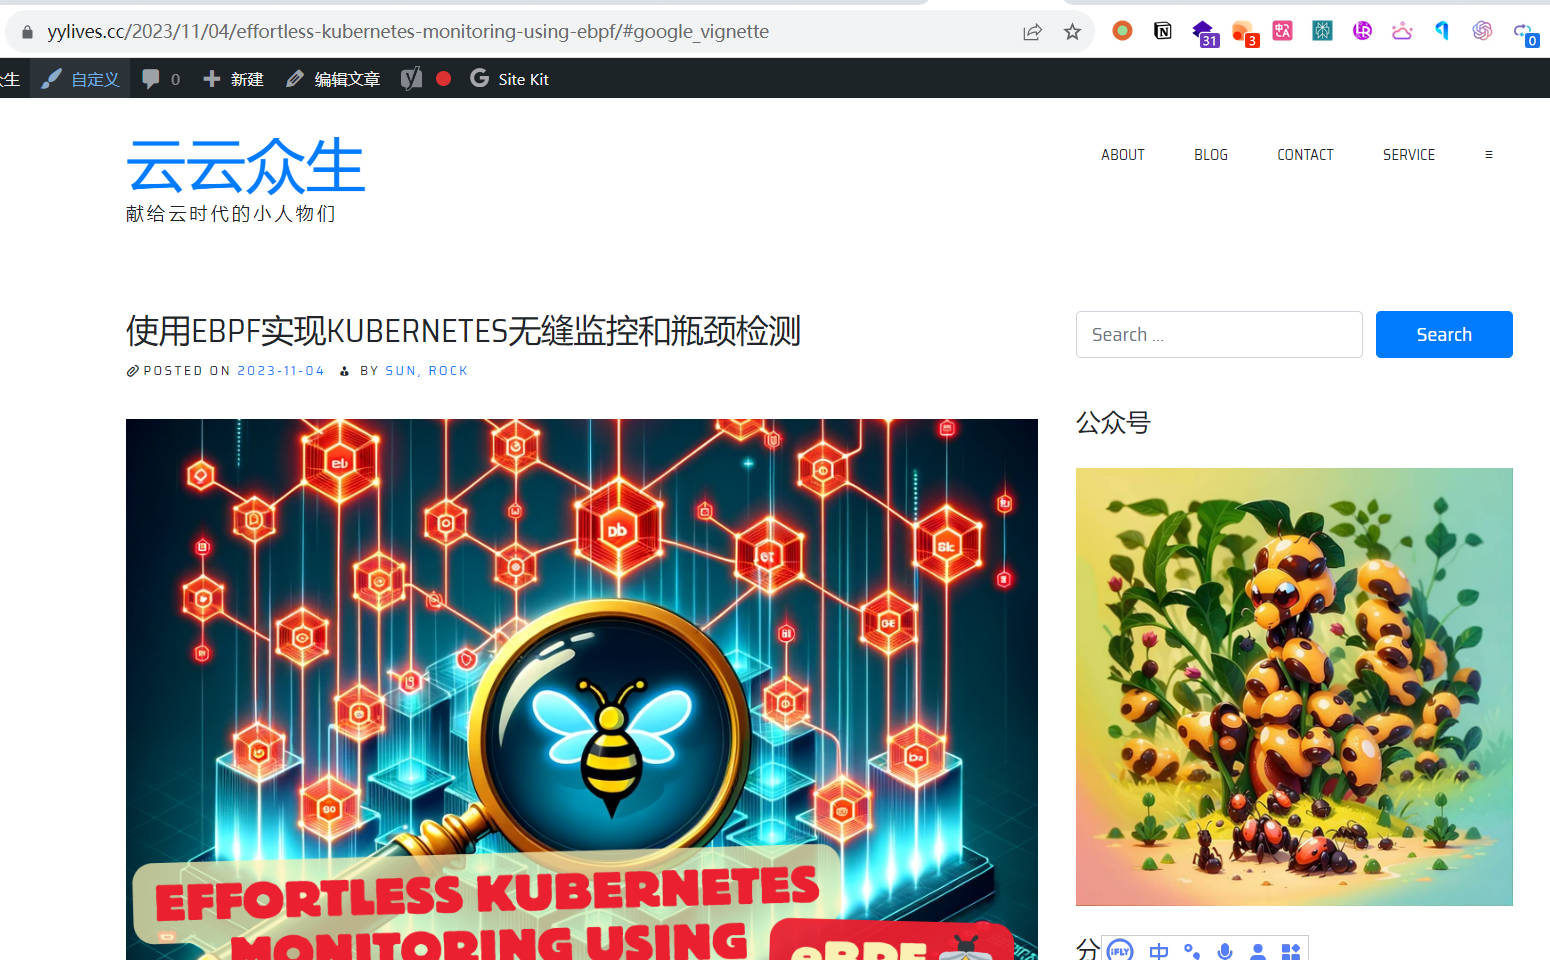 yylives.cc/2023/11/04/effortless-kubernetes-monitoring-using-ebpf/#google_vignette
31
3
0
生 自定义 0 新建 编辑文章 Site Kit
云云众生
献给云时代的小人物们
ABOUT BLOG CONTACT SERVICE
使用EBPF实现KUBERNETES无缝监控和瓶颈检测
POSTED ON 2023-11-04 BY SUN, ROCK
Search ...
Search
公众号
EFFORTLESS KUBERNETES
MONITORING USING
eBPF
分
iFLY 中